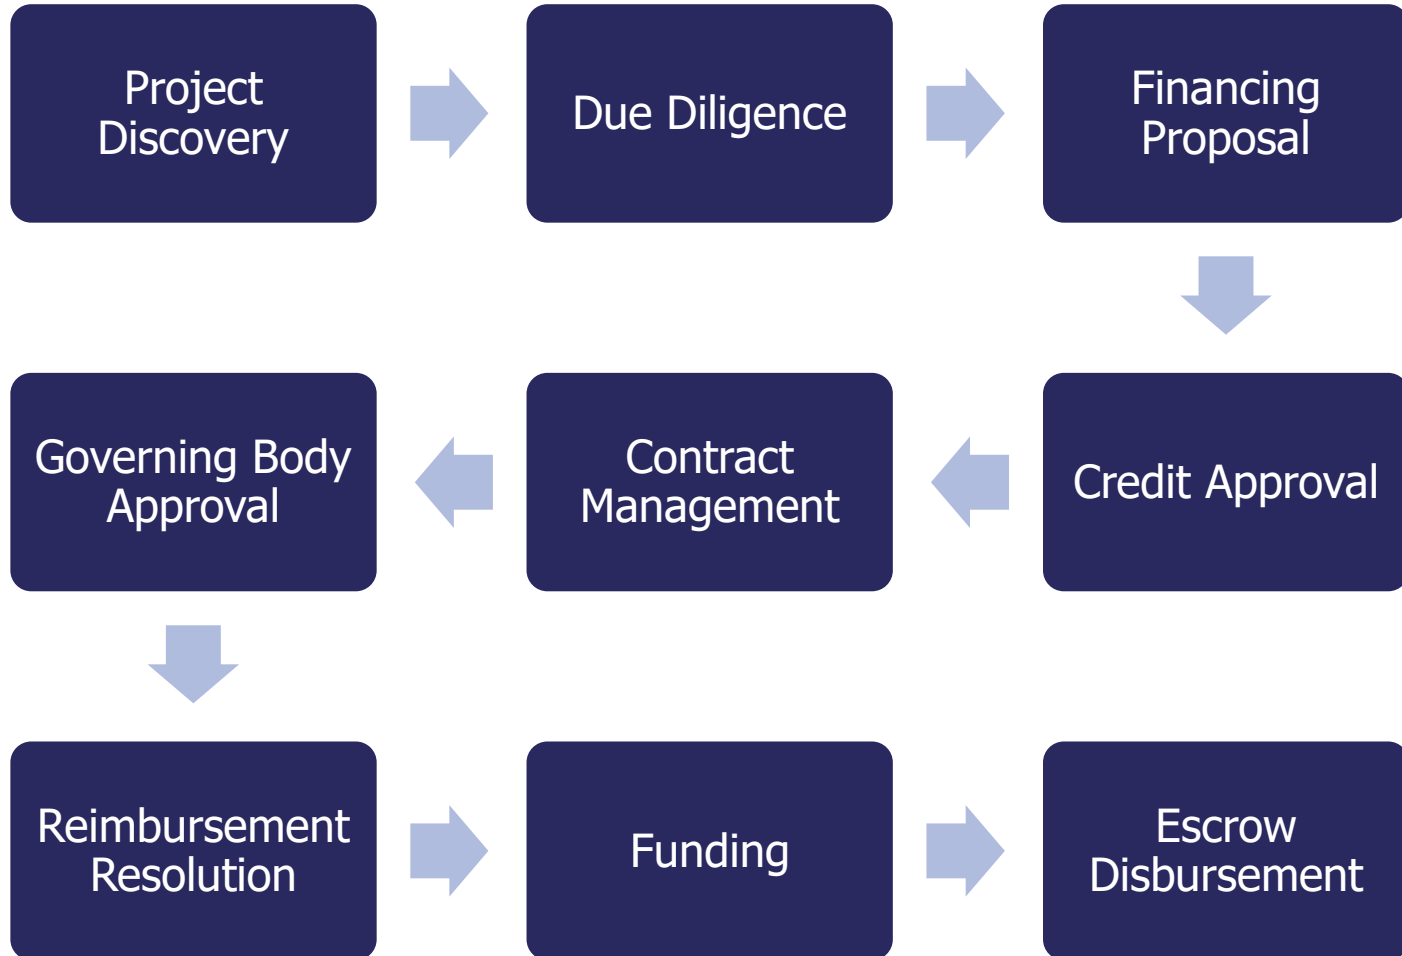 Project
Discovery
Due Diligence
Financing
Proposal
Credit Approval
Contract
Management
Governing Body
Approval
Reimbursement
Resolution
Funding
Escrow
Disbursement